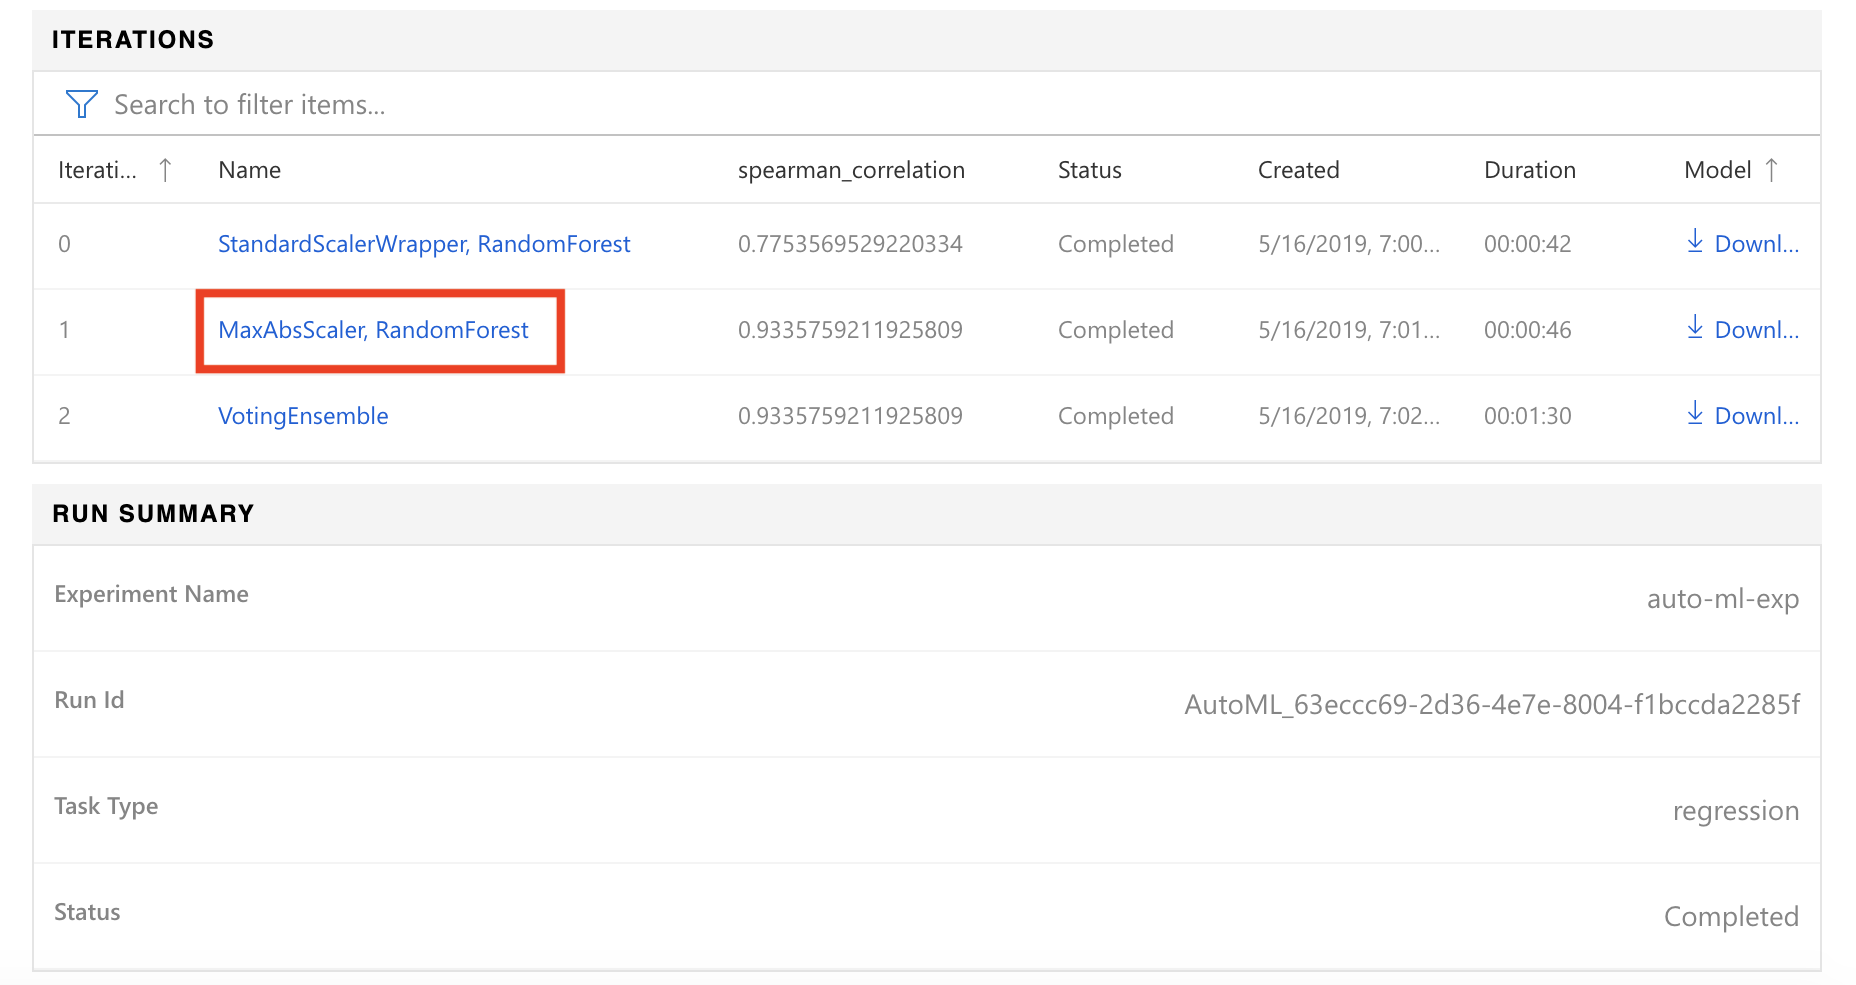 ITERATIONS
Search to filter items...
Iterati... ↑ Name spearman_correlation Status Created Duration Model ↑
0 StandardScalerWrapper, RandomForest 0.7753569529220334 Completed 5/16/2019, 7:00... 00:00:42 Downl...
1 MaxAbsScaler, RandomForest 0.9335759211925809 Completed 5/16/2019, 7:01... 00:00:46 Downl...
2 VotingEnsemble 0.9335759211925809 Completed 5/16/2019, 7:02... 00:01:30 Downl...
RUN SUMMARY
Experiment Name auto-ml-exp
Run Id AutoML_63eccc69-2d36-4e7e-8004-f1bccda2285f
Task Type regression
Status Completed